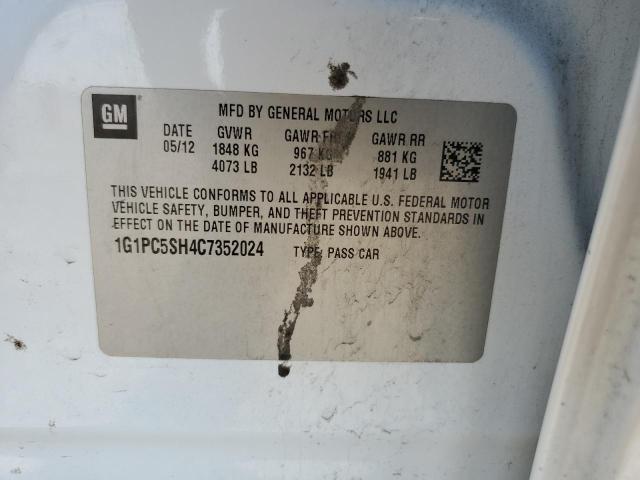 GM
MFD BY GENERAL MOTORS LLC
DATE GVWR GAWR FRT GAWR RR
05/12 1848 KG 967 KG 881 KG
4073 LB 2132 LB 1941 LB
THIS VEHICLE CONFORMS TO ALL APPLICABLE U.S. FEDERAL MOTOR
VEHICLE SAFETY, BUMPER, AND THEFT PREVENTION STANDARDS IN
EFFECT ON THE DATE OF MANUFACTURE SHOWN ABOVE.
1G1PC5SH4C7352024 TYPE: PASS CAR